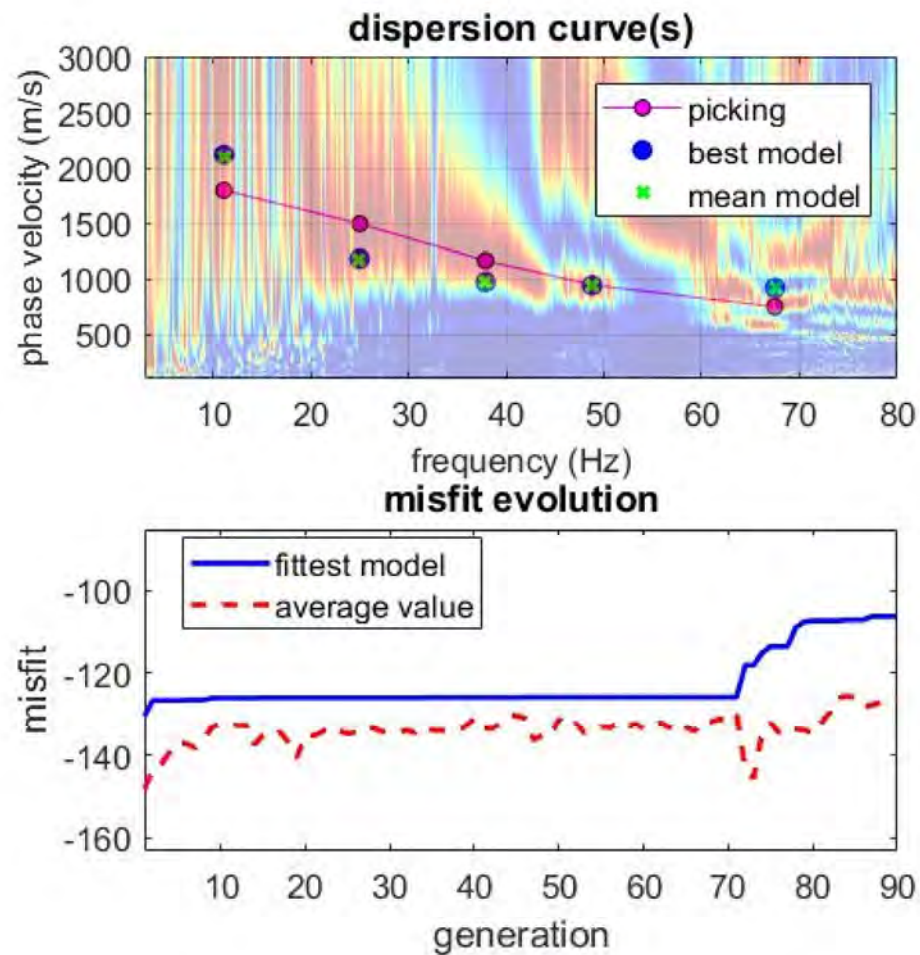 dispersion curve(s)
3000
2500
2000
1500
1000
500
phase velocity (m/s)
picking
best model
mean model
10 20 30 40 50 60 70 80
frequency (Hz)
misfit evolution
fittest model
average value
-100
-120
-140
-160
misfit
10 20 30 40 50 60 70 80 90
generation